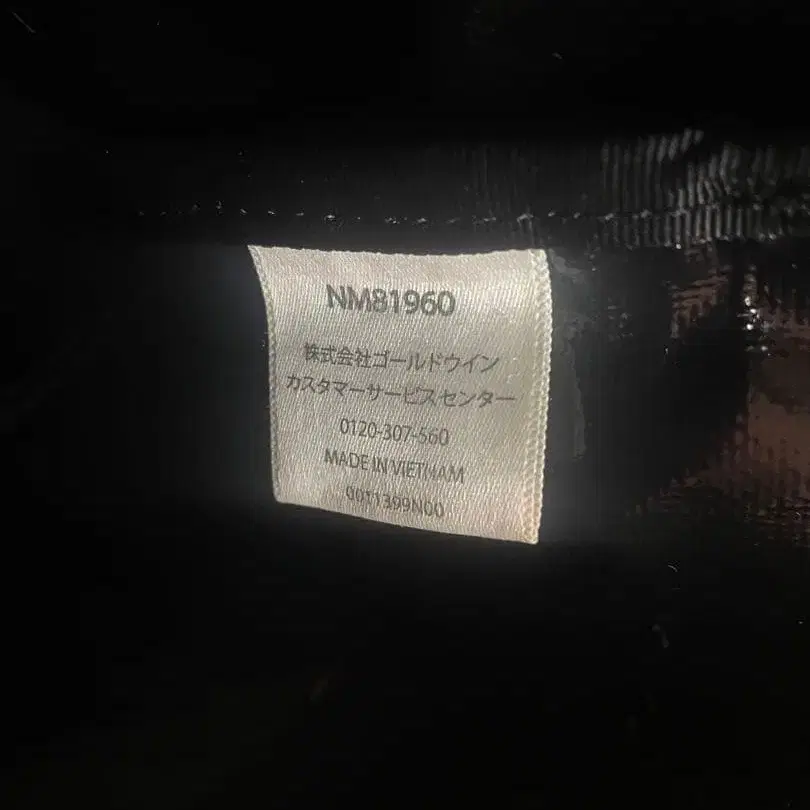 NM81960
株式会社ゴールドウイン
カスタマーサービスセンター
0120-307-560
MADE IN VIETNAM
0011399N00